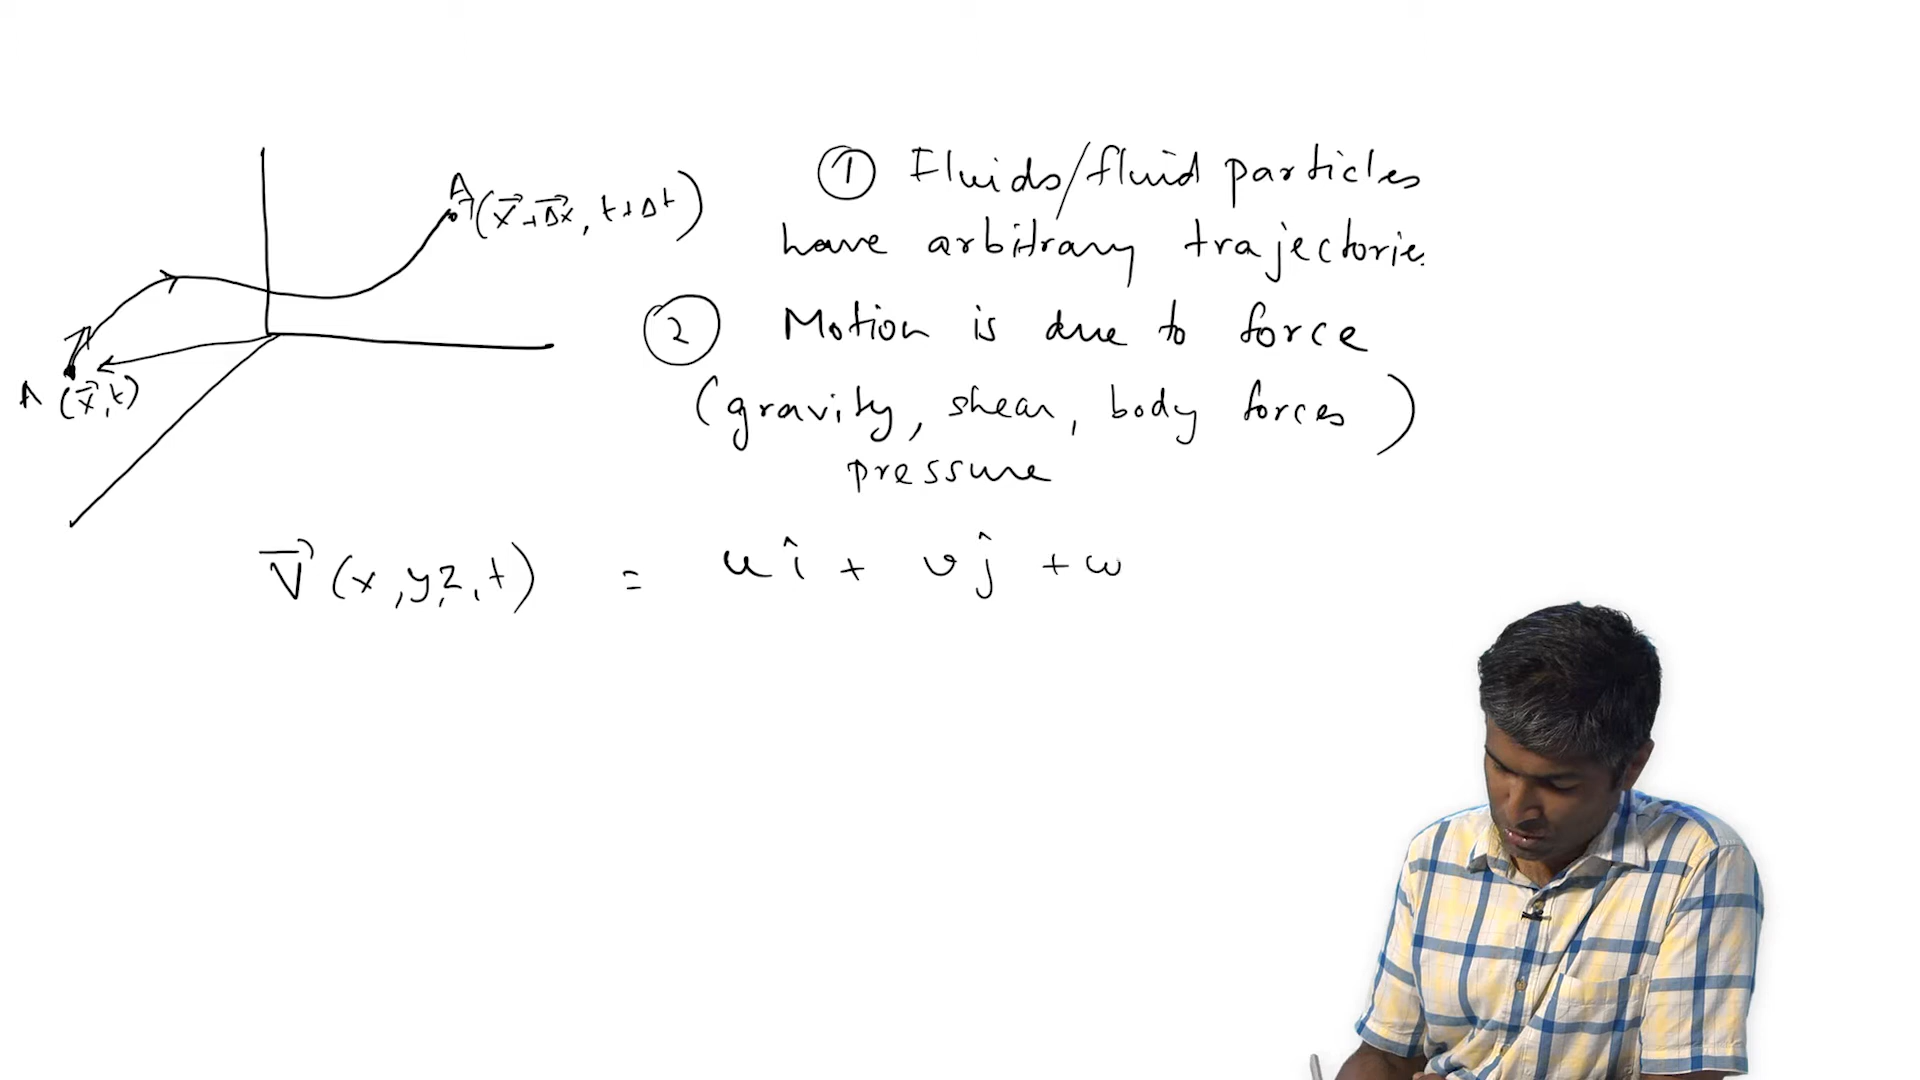 A (x⃗+Δx⃗, t+Δt)
A (x⃗,t)
① Fluids/fluid particles
have arbitrary trajectorie.
② Motion is due to force
(gravity, shear, body forces)
pressure
V⃗ (x,y,z,t) = u î + v ĵ + w